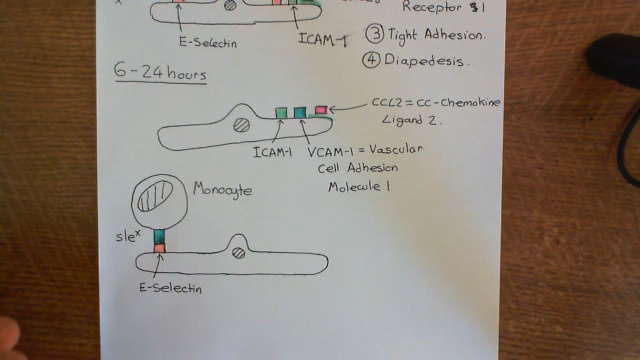 Receptor 1
E-Selectin
ICAM-1
③ Tight Adhesion.
④ Diapedesis.
6-24 hours
CCL2 = CC-Chemokine
Ligand 2.
ICAM-1
VCAM-1 = Vascular
Cell Adhesion
Molecule 1
Monocyte
sleˣ
E-Selectin